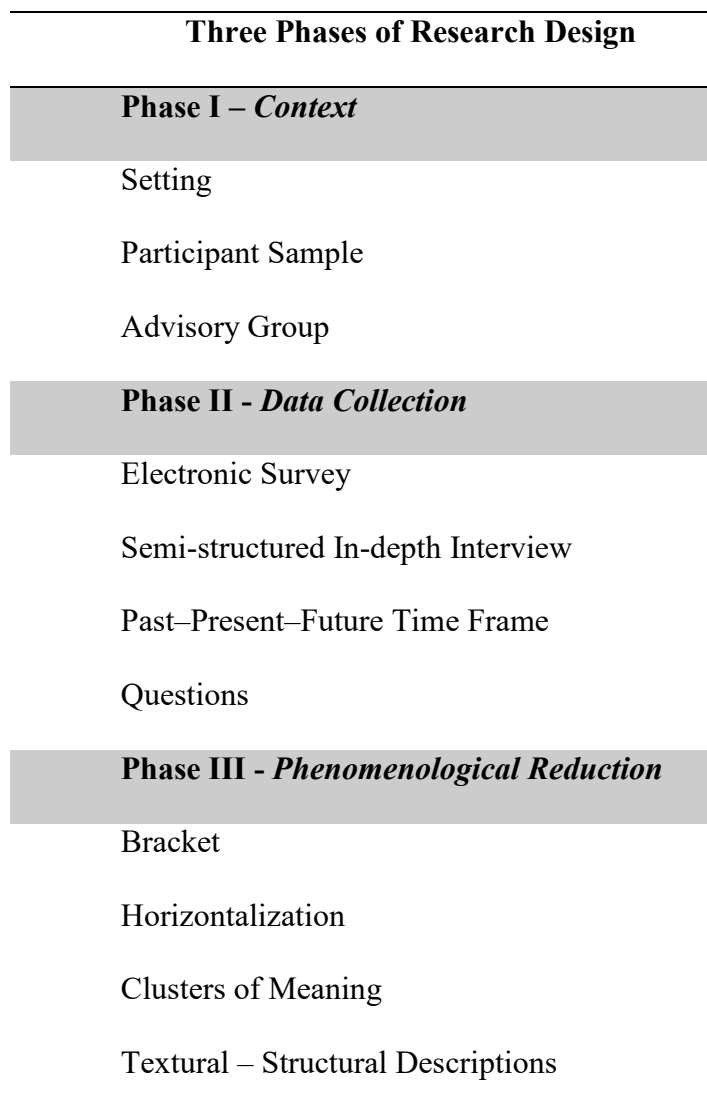 Three Phases of Research Design
Phase I – Context
Setting
Participant Sample
Advisory Group
Phase II - Data Collection
Electronic Survey
Semi-structured In-depth Interview
Past–Present–Future Time Frame
Questions
Phase III - Phenomenological Reduction
Bracket
Horizontalization
Clusters of Meaning
Textural – Structural Descriptions